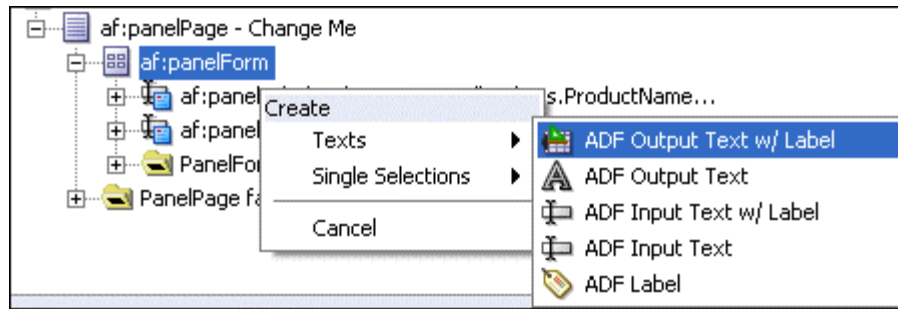 af:panelPage - Change Me
af:panelForm
af:panel
s.ProductName...
af:panel
PanelFo
PanelPage fa
Create
Texts
Single Selections
Cancel
ADF Output Text w/ Label
ADF Output Text
ADF Input Text w/ Label
ADF Input Text
ADF Label